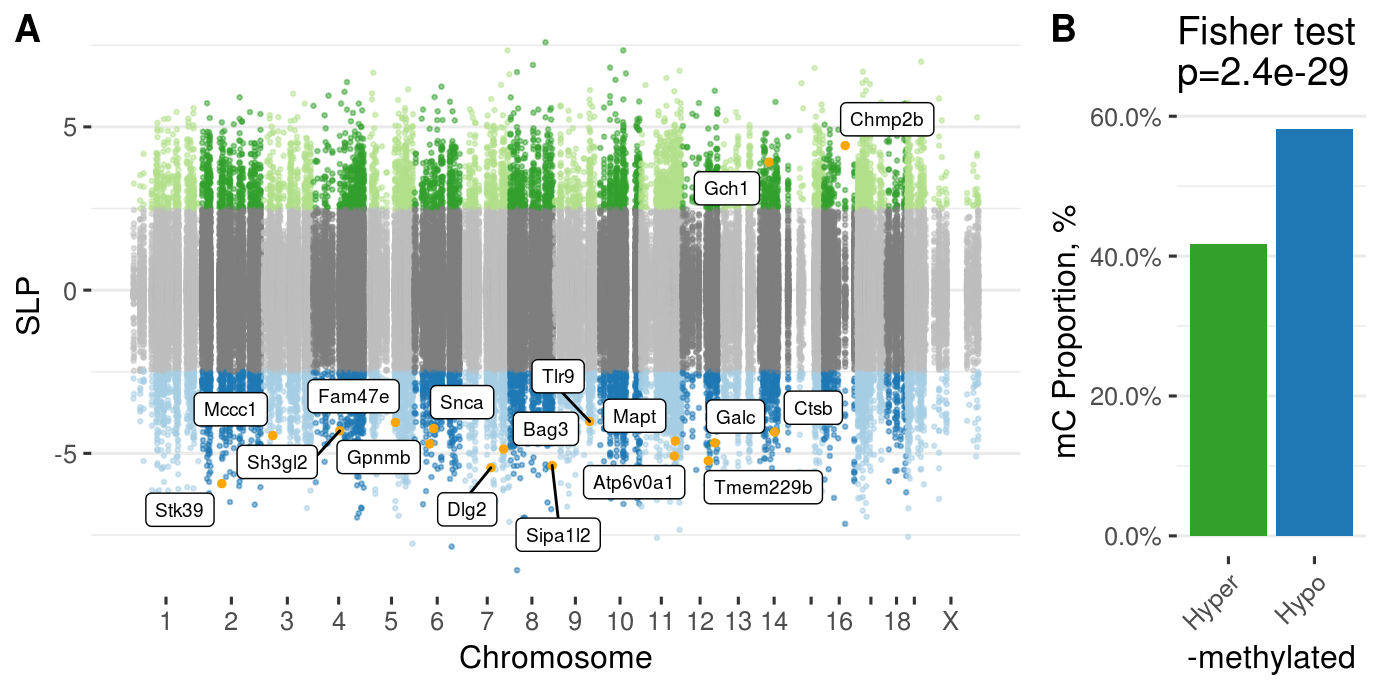 A
SLP
5
0
-5
Chmp2b
Gch1
Tlr9
Fam47e
Mccc1
Snca
Mapt
Galc
Ctsb
Bag3
Sh3gl2
Gpnmb
Atp6v0a1
Tmem229b
Stk39
Dlg2
Sipa1l2
1 2 3 4 5 6 7 8 9 10 11 12 13 14 16 18 X
Chromosome
B
Fisher test
p=2.4e-29
mC Proportion, %
60.0%
40.0%
20.0%
0.0%
Hyper
Hypo
-methylated